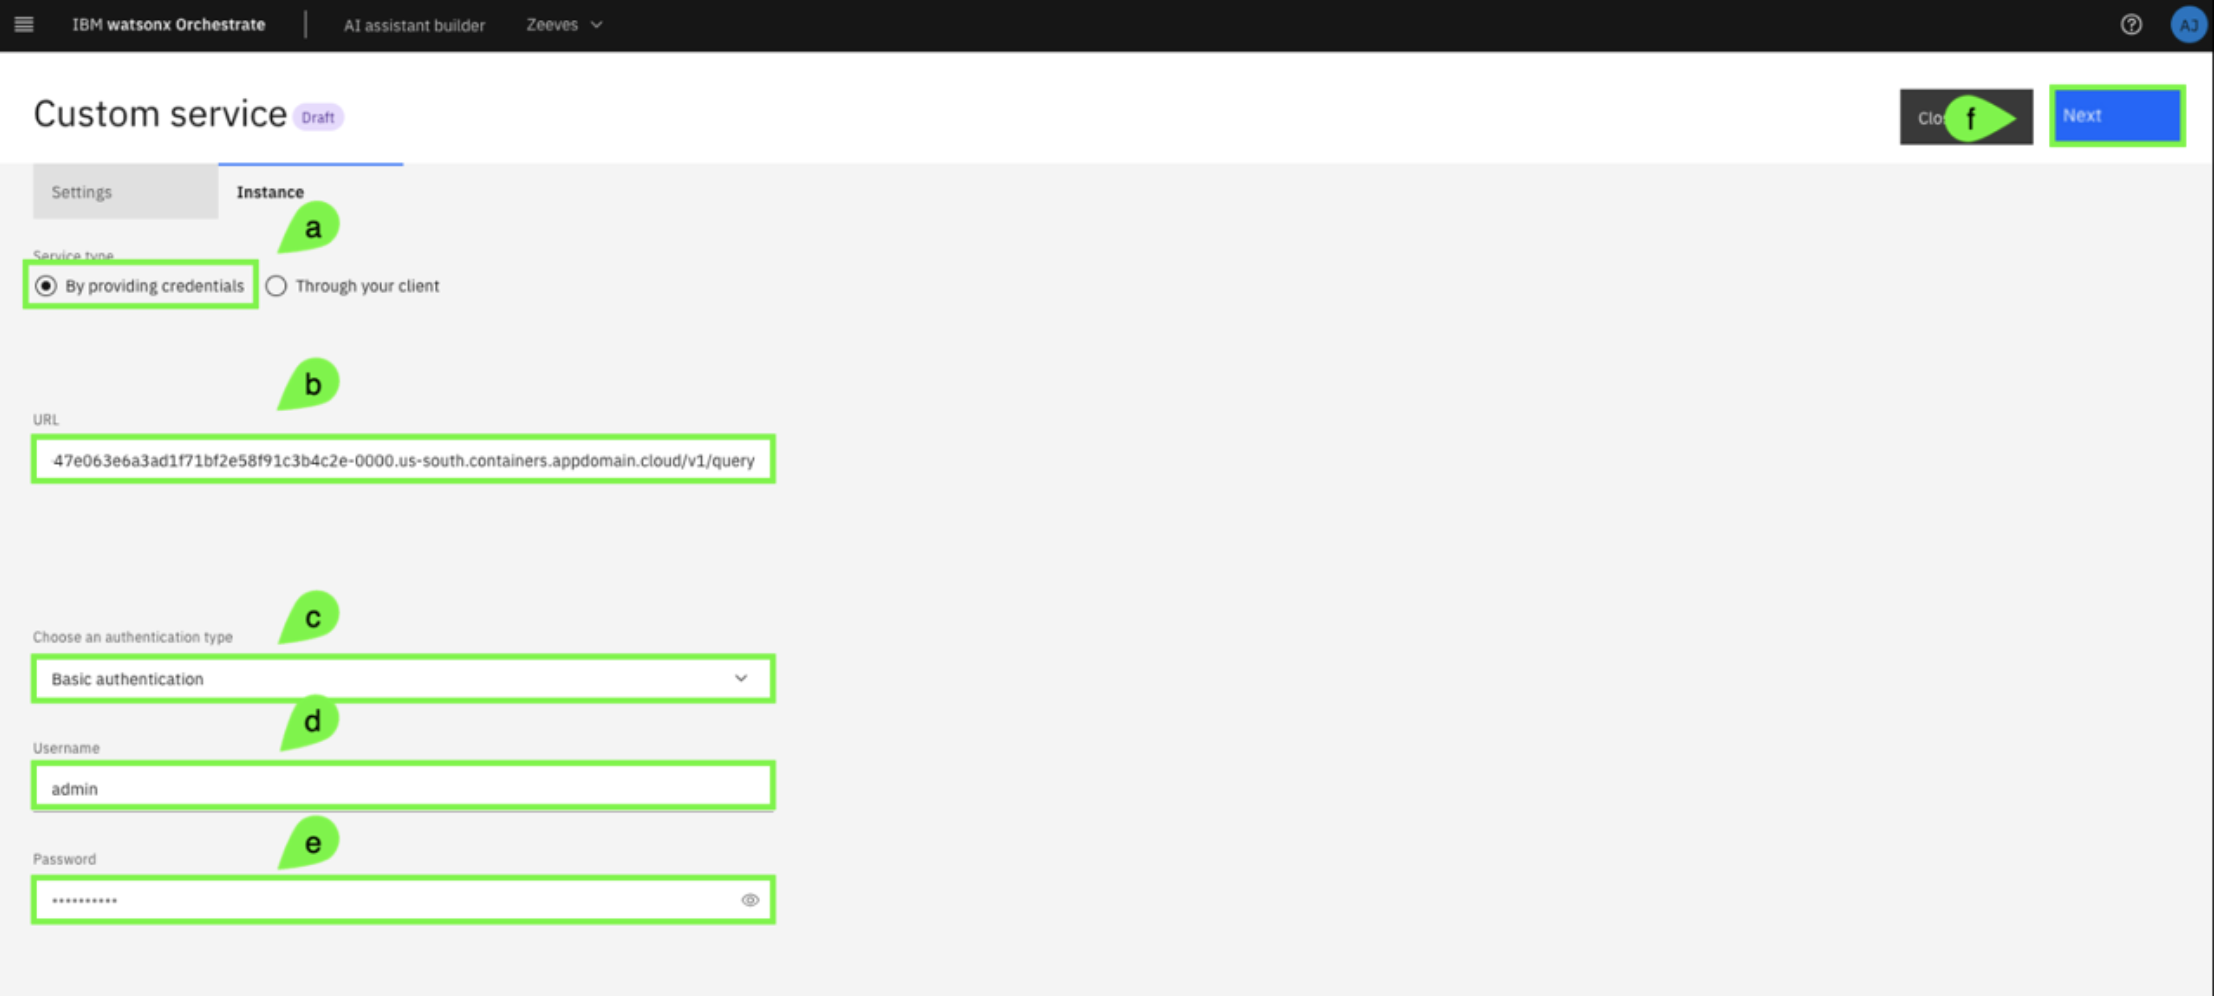 IBM watsonx Orchestrate AI assistant builder Zeeves AJ
Custom service Draft
Clo f Next
Settings Instance
a
Service type
By providing credentials Through your client
b
URL
47e063e6a3ad1f71bf2e58f91c3b4c2e-0000.us-south.containers.appdomain.cloud/v1/query
c
Choose an authentication type
Basic authentication
d
Username
admin
e
Password
••••••••••